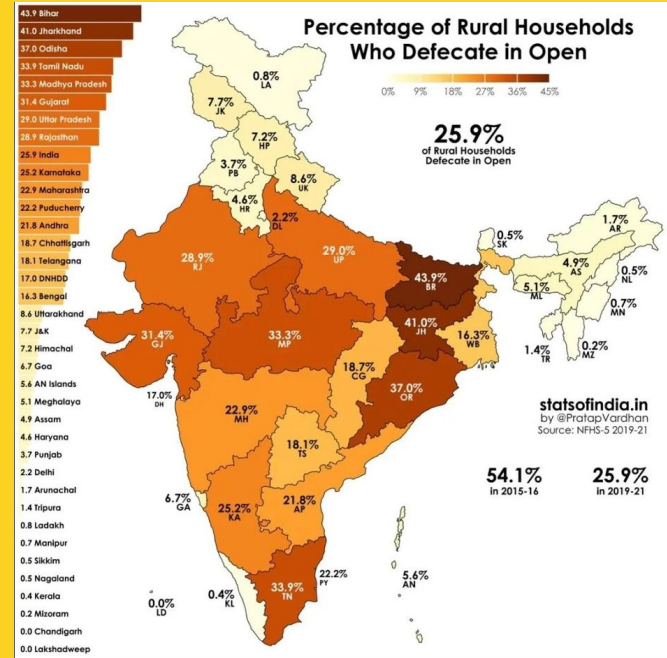 43.9 Bihar
41.0 Jharkhand
37.0 Odisha
33.9 Tamil Nadu
33.3 Madhya Pradesh
31.4 Gujarat
29.0 Uttar Pradesh
28.9 Rajasthan
25.9 India
25.2 Karnataka
22.9 Maharashtra
22.2 Puducherry
21.8 Andhra
18.7 Chhattisgarh
18.1 Telangana
17.0 DNHDD
16.3 Bengal
8.6 Uttarakhand
7.7 J&K
7.2 Himachal
6.7 Goa
5.6 AN Islands
5.1 Meghalaya
4.9 Assam
4.6 Haryana
3.7 Punjab
2.2 Delhi
1.7 Arunachal
1.4 Tripura
0.8 Ladakh
0.7 Manipur
0.5 Sikkim
0.5 Nagaland
0.4 Kerala
0.2 Mizoram
0.0 Chandigarh
0.0 Lakshadweep
Percentage of Rural Households
Who Defecate in Open
0% 9% 18% 27% 36% 45%
25.9%
of Rural Households
Defecate in Open
0.8%
LA
7.7%
JK
7.2%
HP
3.7%
PB
8.6%
UK
4.6%
HR
2.2%
DL
28.9%
RJ
29.0%
UP
43.9%
BR
0.5%
SK
1.7%
AR
4.9%
AS
0.5%
NL
5.1%
ML
0.7%
MN
0.2%
MZ
1.4%
TR
31.4%
GJ
33.3%
MP
41.0%
JH
16.3%
WB
18.7%
CG
37.0%
OR
17.0%
DH
22.9%
MH
18.1%
TS
6.7%
GA
25.2%
KA
21.8%
AP
0.0%
LD
0.4%
KL
33.9%
TN
22.2%
PY
5.6%
AN
statsofindia.in
by @PratapVardhan
Source: NFHS-5 2019-21
54.1%
in 2015-16
25.9%
in 2019-21